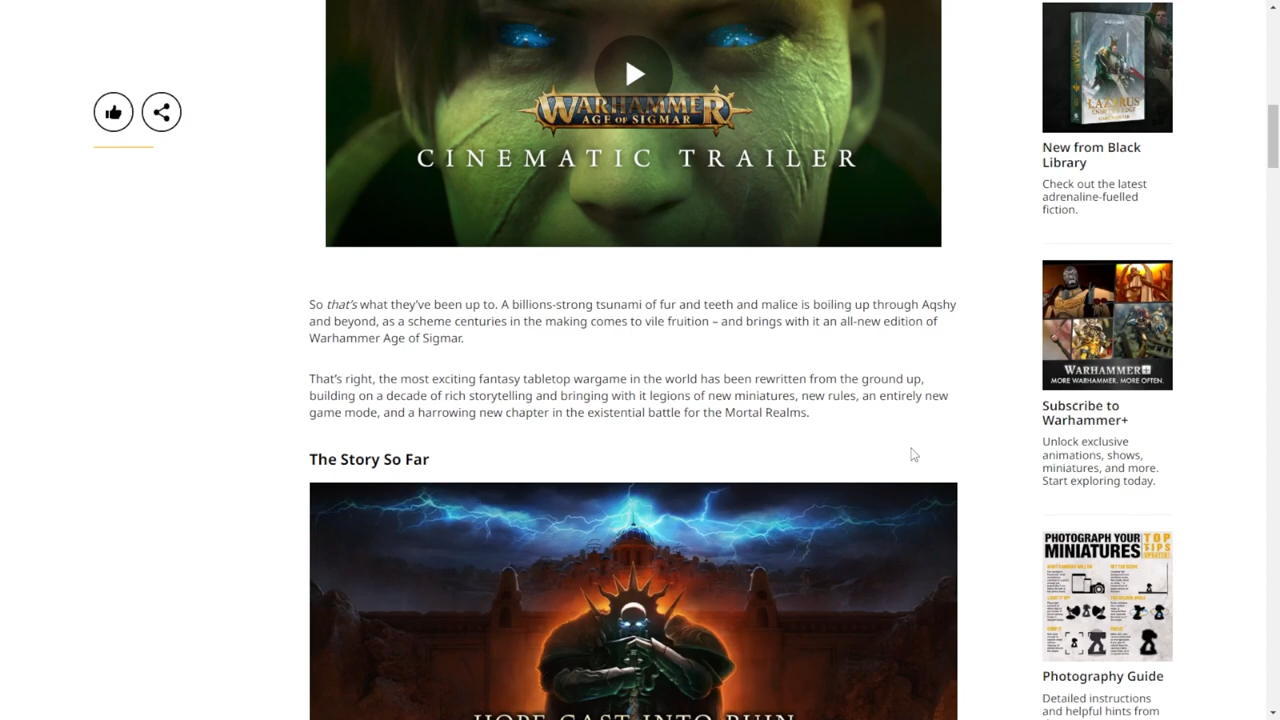 WARHAMMER
AGE OF SIGMAR
CINEMATIC TRAILER
So that's what they've been up to. A billions-strong tsunami of fur and teeth and malice is boiling up through Aqshy
and beyond, as a scheme centuries in the making comes to vile fruition – and brings with it an all-new edition of
Warhammer Age of Sigmar.
That's right, the most exciting fantasy tabletop wargame in the world has been rewritten from the ground up,
building on a decade of rich storytelling and bringing with it legions of new miniatures, new rules, an entirely new
game mode, and a harrowing new chapter in the existential battle for the Mortal Realms.
The Story So Far
HOPE CAST INTO RUIN
LAZARUS
New from Black
Library
Check out the latest
adrenaline-fuelled
fiction.
WARHAMMER+
MORE WARHAMMER. MORE OFTEN.
Subscribe to
Warhammer+
Unlock exclusive
animations, shows,
miniatures, and more.
Start exploring today.
PHOTOGRAPH YOUR
MINIATURES
TOP
TIPS
Photography Guide
Detailed instructions
and helpful hints from